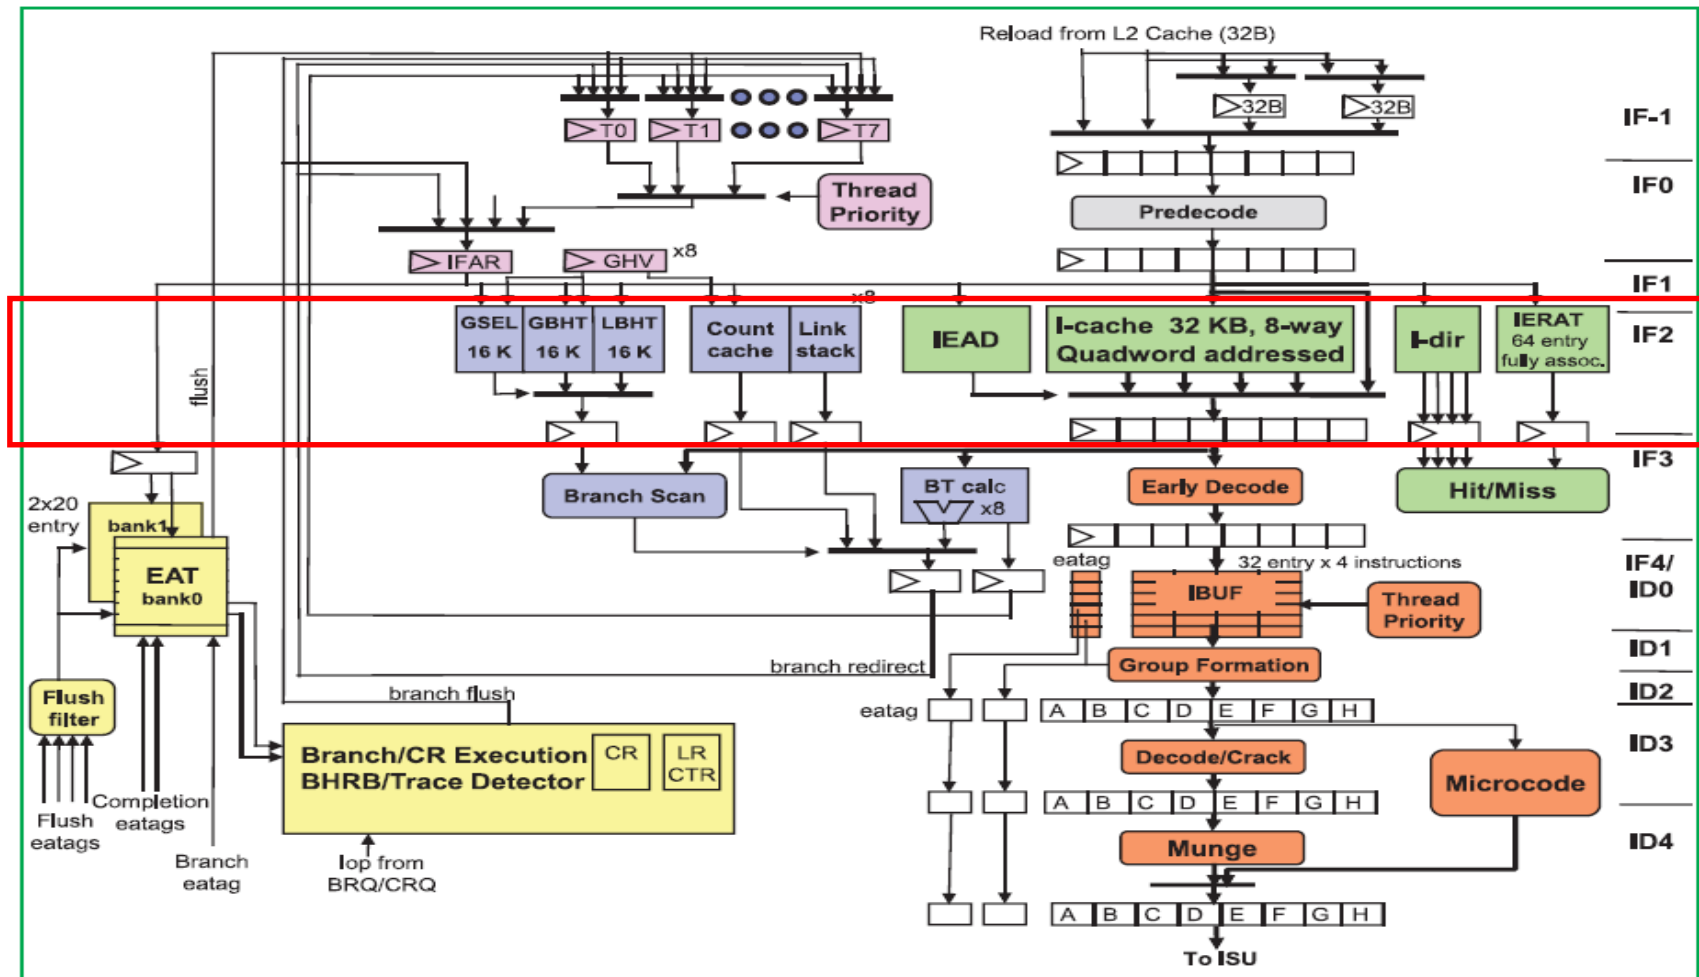 Reload from L2 Cache (32B)
32B
32B
IF-1
T0
T1
T7
Thread
Priority
IF0
Predecode
IFAR
GHV
x8
IF1
x8
GSEL
16 K
GBHT
16 K
LBHT
16 K
Count
cache
Link
stack
IEAD
I-cache 32 KB, 8-way
Quadword addressed
I-dir
IERAT
64 entry
fully assoc.
IF2
flush
IF3
Branch Scan
BT calc
x8
Early Decode
Hit/Miss
2x20
entry
bank1
EAT
bank0
eatag
32 entry x 4 instructions
IBUF
Thread
Priority
IF4/
ID0
branch redirect
Group Formation
ID1
Flush
filter
branch flush
eatag
A B C D E F G H
ID2
Branch/CR Execution
BHRB/Trace Detector
CR
LR
CTR
Decode/Crack
Microcode
ID3
Completion
eatags
Flush
eatags
A B C D E F G H
Branch
eatag
Iop from
BRQ/CRQ
Munge
ID4
A B C D E F G H
To ISU